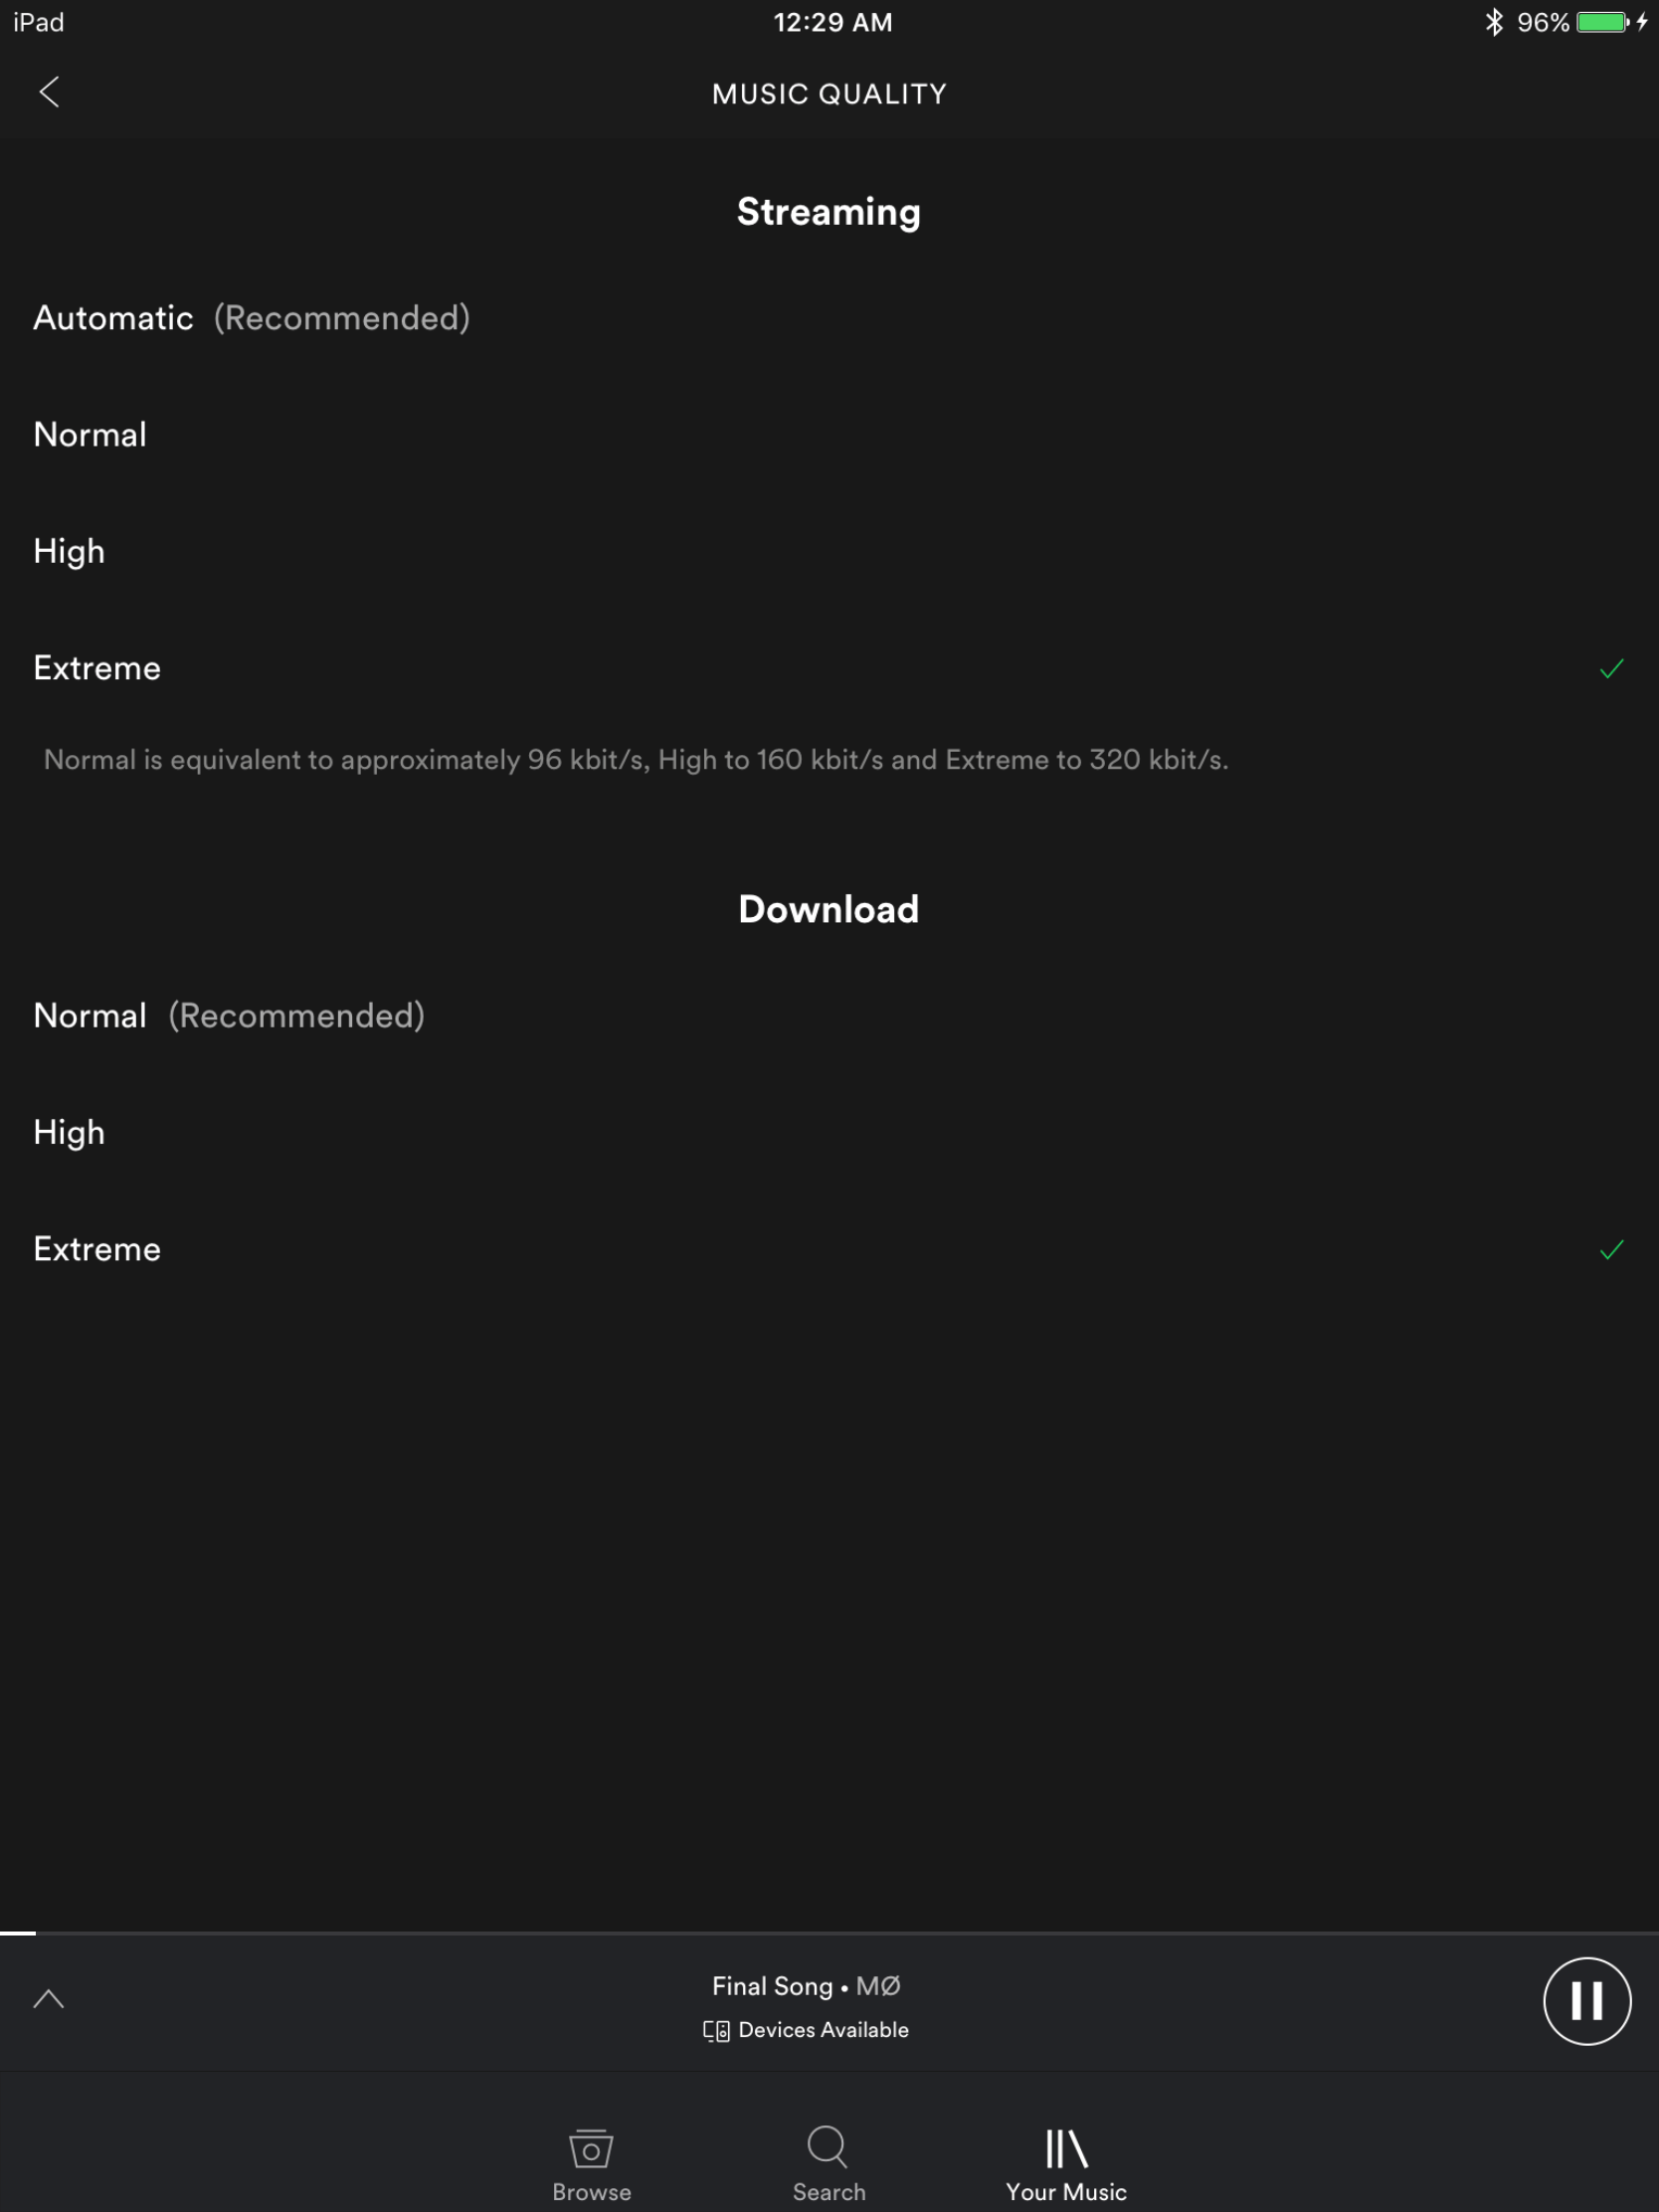 iPad 12:29 AM 96%
MUSIC QUALITY
Streaming
Automatic (Recommended)
Normal
High
Extreme
Normal is equivalent to approximately 96 kbit/s, High to 160 kbit/s and Extreme to 320 kbit/s.
Download
Normal (Recommended)
High
Extreme
Final Song • MØ
Devices Available
Browse Search Your Music